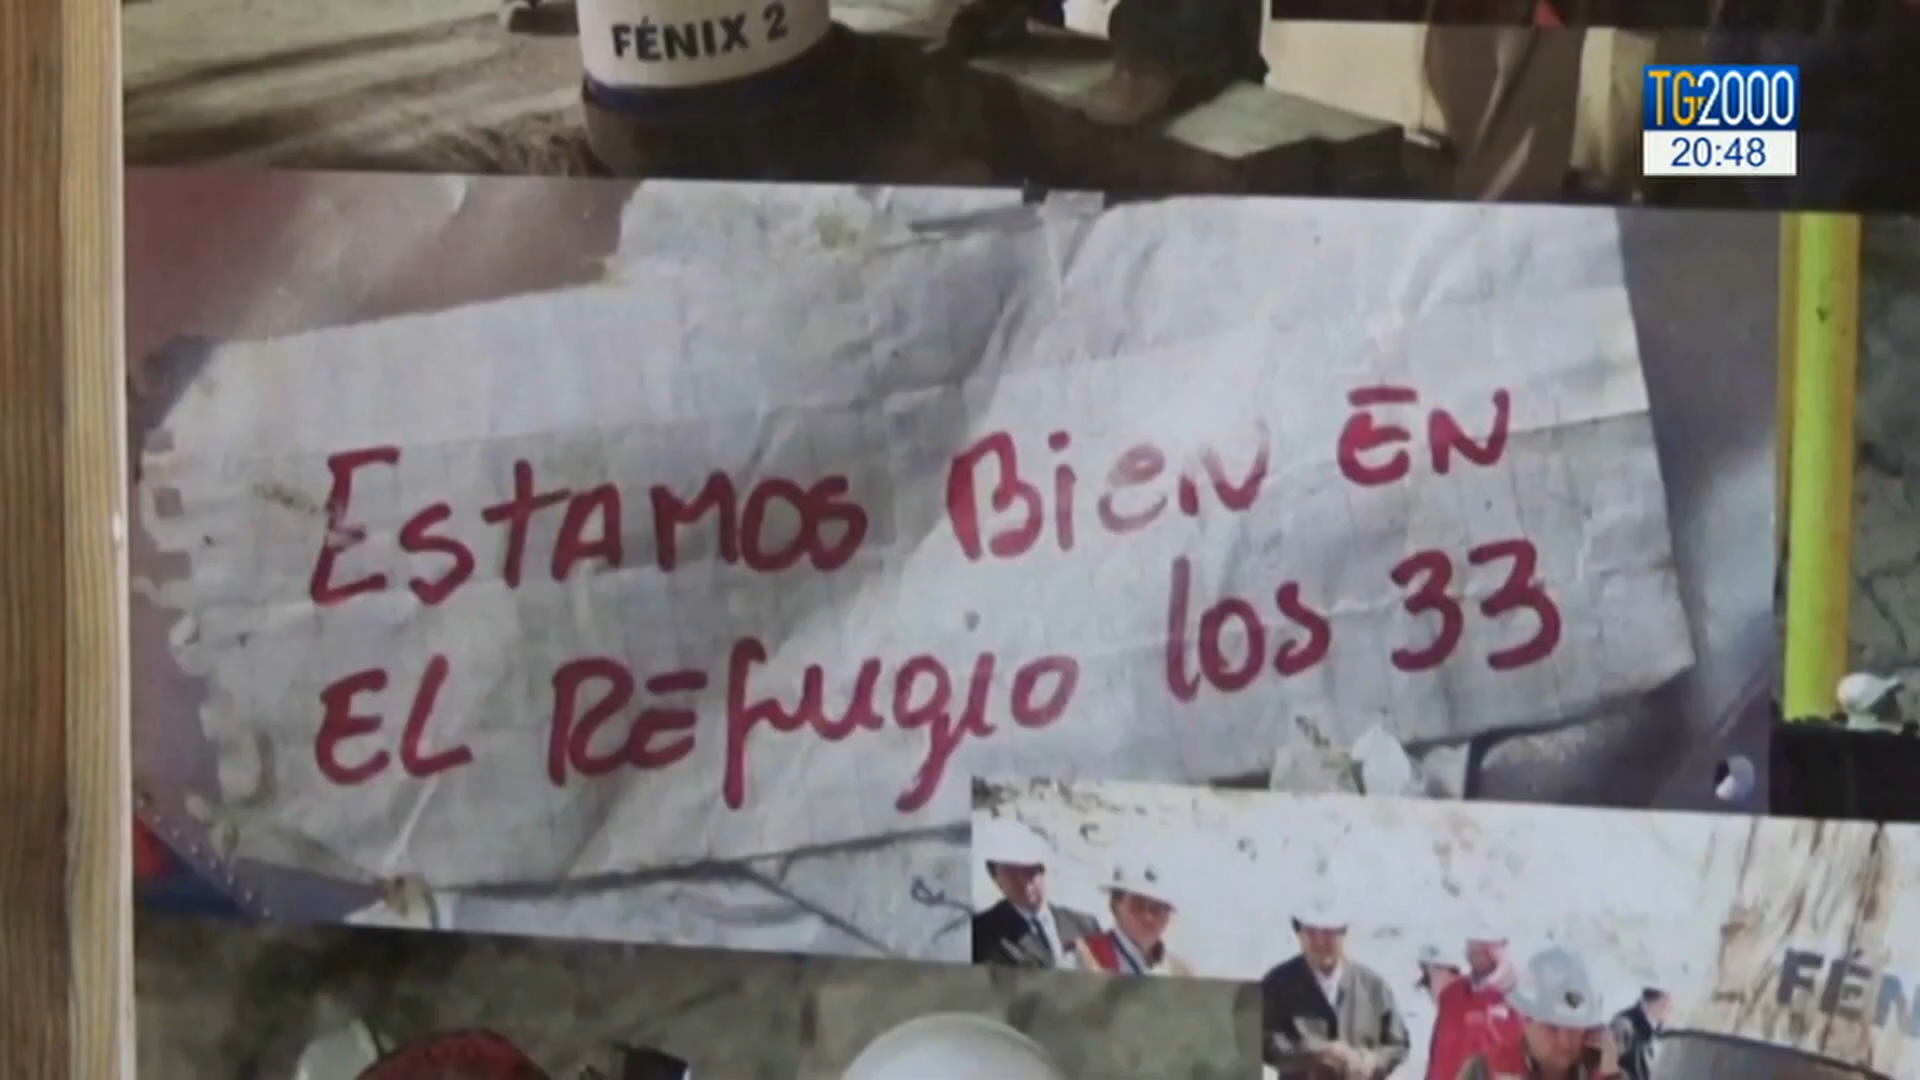 FÉNIX 2
TG2000
20:48
EstAMOS BieN EN
EL REfugio los 33
FÉN